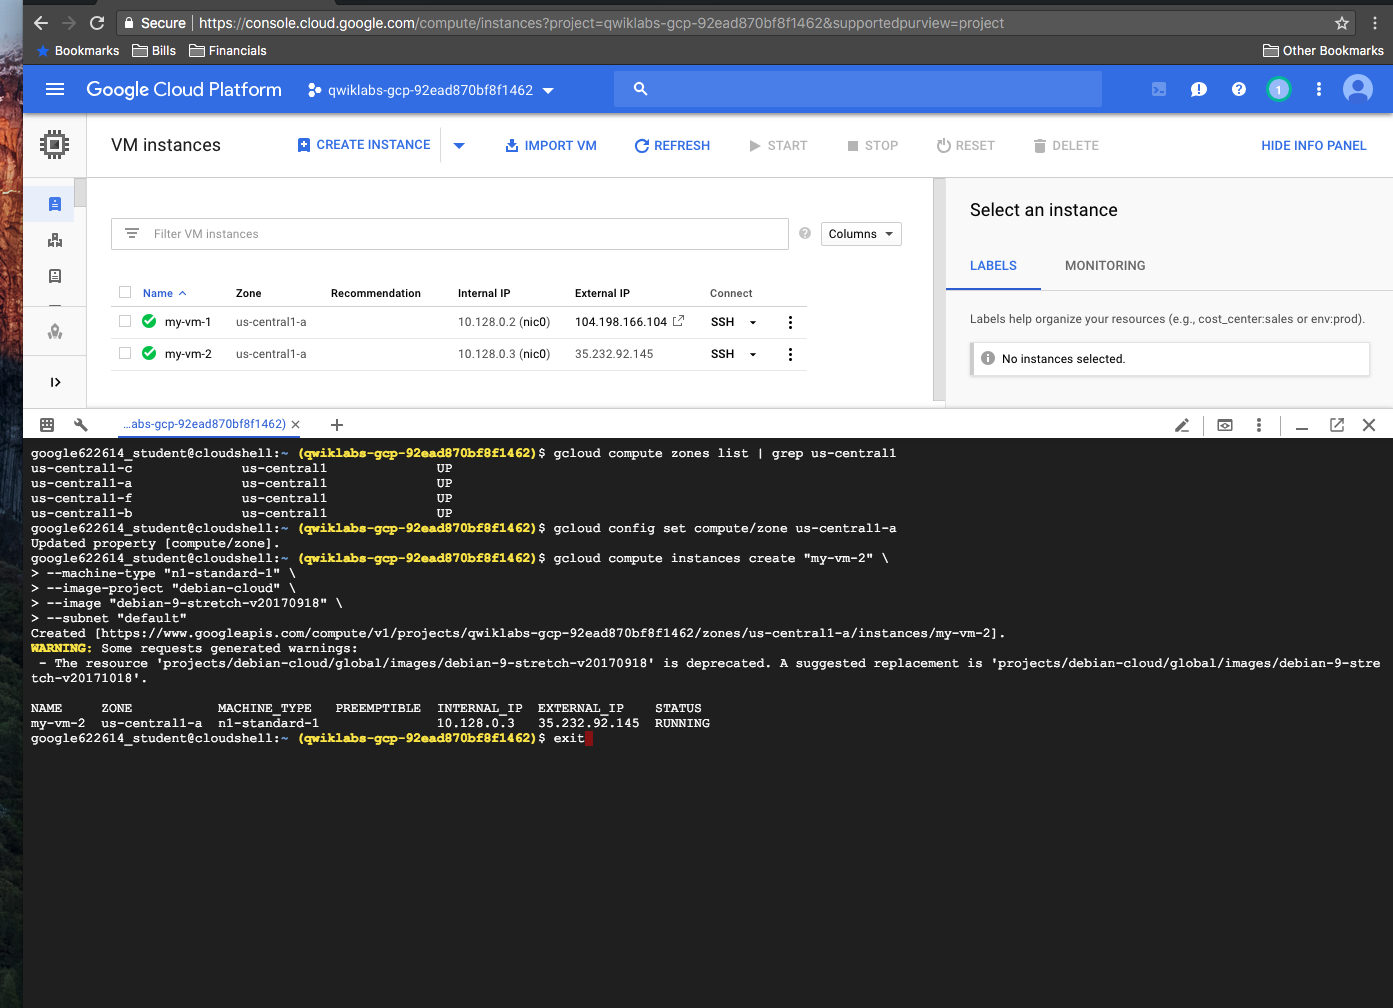 Secure | https://console.cloud.google.com/compute/instances?project=qwiklabs-gcp-92ead870bf8f1462&supportedpurview=project
Bookmarks Bills Financials Other Bookmarks
Google Cloud Platform qwiklabs-gcp-92ead870bf8f1462 1
VM instances CREATE INSTANCE IMPORT VM REFRESH START STOP RESET DELETE HIDE INFO PANEL
Select an instance
Filter VM instances Columns
LABELS MONITORING
Name Zone Recommendation Internal IP External IP Connect
my-vm-1 us-central1-a 10.128.0.2 (nic0) 104.198.166.104 SSH
Labels help organize your resources (e.g., cost_center:sales or env:prod).
my-vm-2 us-central1-a 10.128.0.3 (nic0) 35.232.92.145 SSH
No instances selected.
...abs-gcp-92ead870bf8f1462) × +
google622614_student@cloudshell:~ (qwiklabs-gcp-92ead870bf8f1462)$ gcloud compute zones list | grep us-central1
us-central1-c us-central1 UP
us-central1-a us-central1 UP
us-central1-f us-central1 UP
us-central1-b us-central1 UP
google622614_student@cloudshell:~ (qwiklabs-gcp-92ead870bf8f1462)$ gcloud config set compute/zone us-central1-a
Updated property [compute/zone].
google622614_student@cloudshell:~ (qwiklabs-gcp-92ead870bf8f1462)$ gcloud compute instances create "my-vm-2" \
> --machine-type "n1-standard-1" \
> --image-project "debian-cloud" \
> --image "debian-9-stretch-v20170918" \
> --subnet "default"
Created [https://www.googleapis.com/compute/v1/projects/qwiklabs-gcp-92ead870bf8f1462/zones/us-central1-a/instances/my-vm-2].
WARNING: Some requests generated warnings:
- The resource 'projects/debian-cloud/global/images/debian-9-stretch-v20170918' is deprecated. A suggested replacement is 'projects/debian-cloud/global/images/debian-9-stre
tch-v20171018'.
NAME ZONE MACHINE_TYPE PREEMPTIBLE INTERNAL_IP EXTERNAL_IP STATUS
my-vm-2 us-central1-a n1-standard-1 10.128.0.3 35.232.92.145 RUNNING
google622614_student@cloudshell:~ (qwiklabs-gcp-92ead870bf8f1462)$ exit